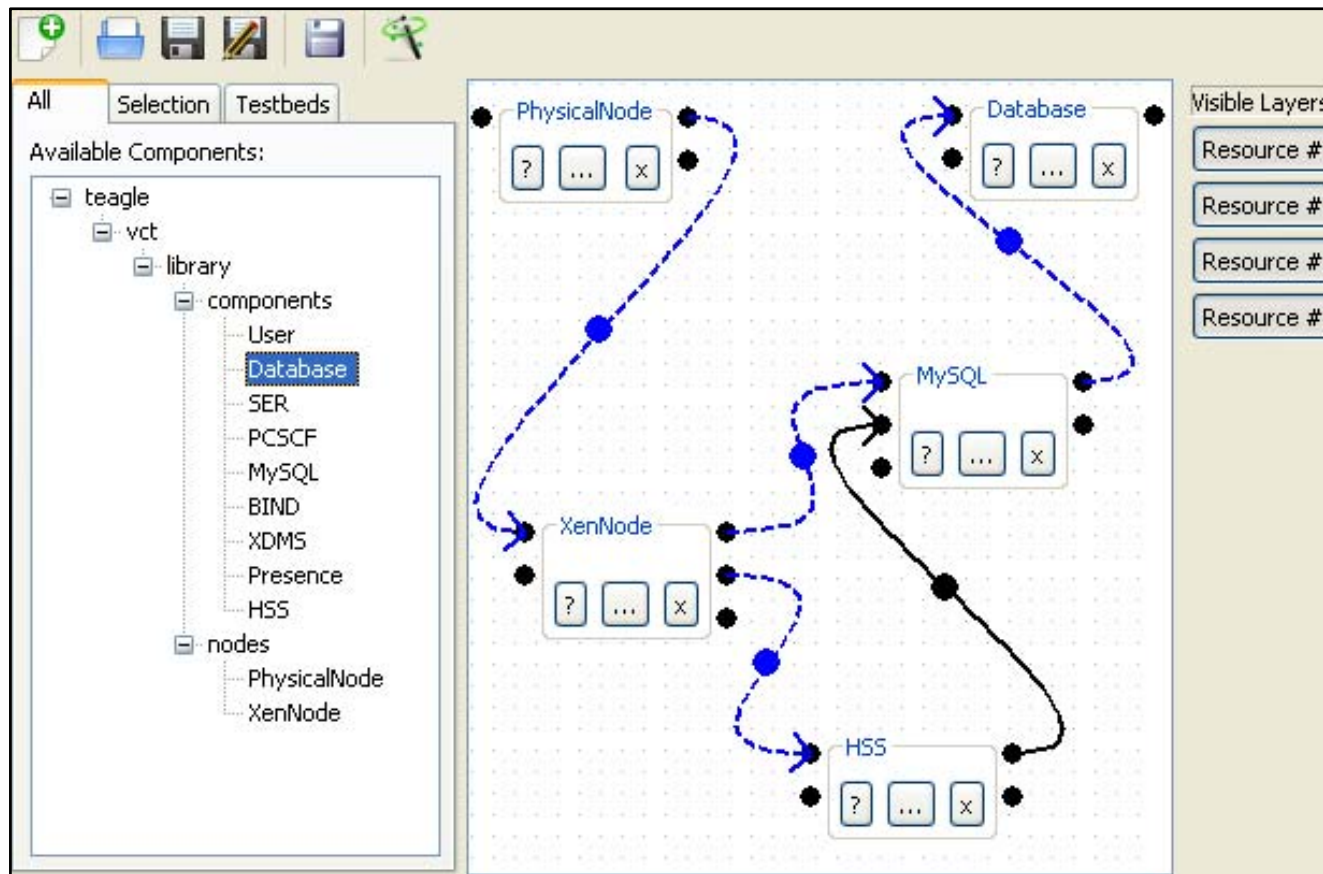 All
Selection
Testbeds
Available Components:
teagle
vct
library
components
User
Database
SER
PCSCF
MySQL
BIND
XDMS
Presence
HSS
nodes
PhysicalNode
XenNode
PhysicalNode
? ... x
Database
? ... x
MySQL
? ... x
XenNode
? ... x
HSS
? ... x
Visible Layers
Resource #
Resource #
Resource #
Resource #